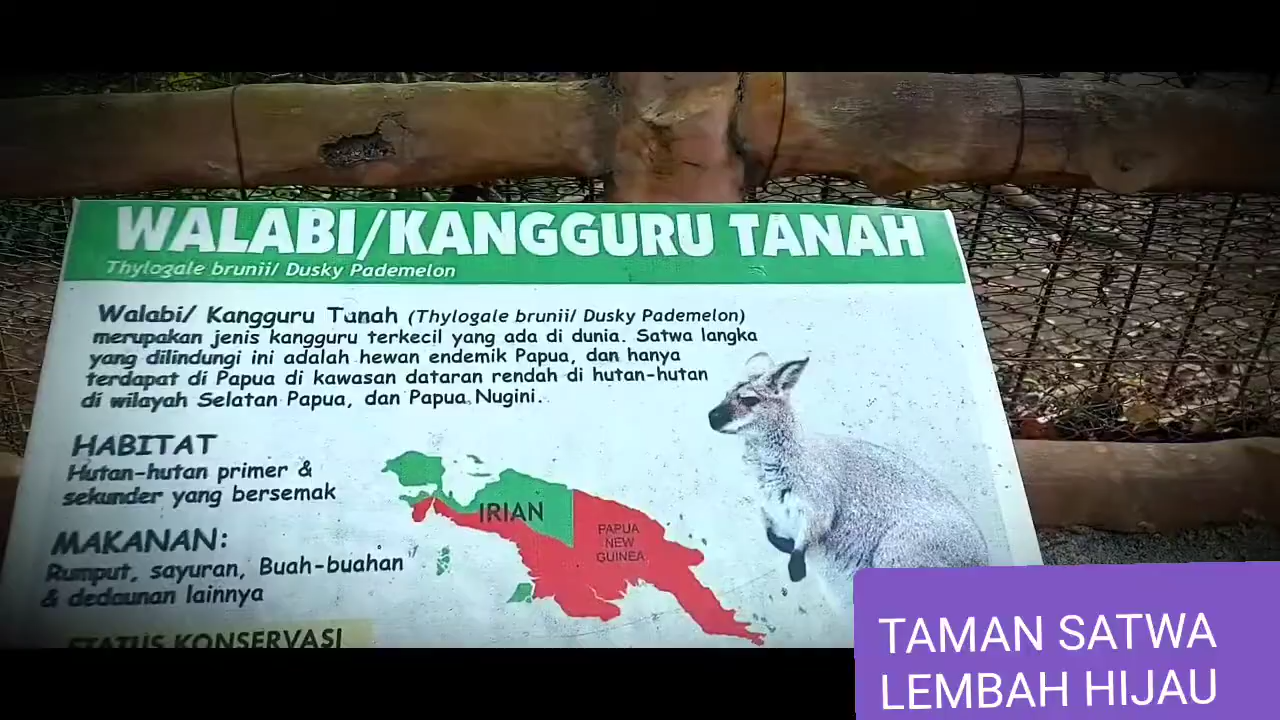 WALABI/KANGGURU TANAH
Thylogale brunii/ Dusky Pademelon
Walabi/ Kangguru Tanah (Thylogale brunii/ Dusky Pademelon)
merupakan jenis kangguru terkecil yang ada di dunia. Satwa langka
yang dilindungi ini adalah hewan endemik Papua, dan hanya
terdapat di Papua di kawasan dataran rendah di hutan-hutan
di wilayah Selatan Papua, dan Papua Nugini.
HABITAT
Hutan-hutan primer &
sekunder yang bersemak
MAKANAN:
Rumput, sayuran, Buah-buahan
& dedaunan lainnya
STATUS KONSERVASI
IRIAN
PAPUA
NEW
GUINEA
TAMAN SATWA
LEMBAH HIJAU